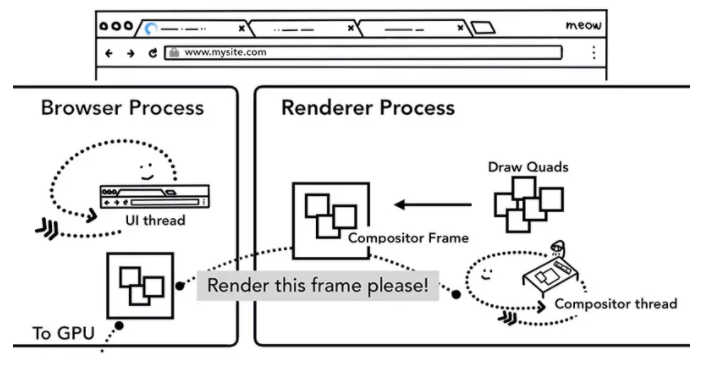 meow
www.mysite.com
Browser Process
Renderer Process
Draw Quads
UI thread
Compositor Frame
Render this frame please!
Compositor thread
To GPU